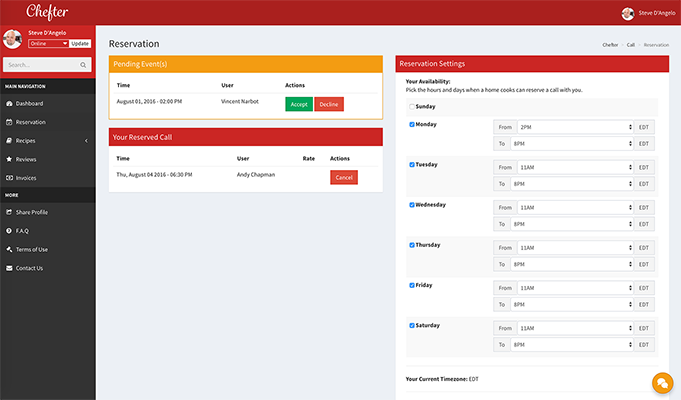 Chefter
Steve D'Angelo
Steve D'Angelo
Online
Update
Search...
MAIN NAVIGATION
Dashboard
Reservation
Recipes
Reviews
Invoices
MORE
Share Profile
F.A.Q
Terms of Use
Contact Us
Reservation
Chefter Call Reservation
Pending Event(s)
Time User Actions
August 01, 2016 - 02:00 PM Vincent Narbot Accept Decline
Your Reserved Call
Time User Rate Actions
Thu, August 04 2016 - 06:30 PM Andy Chapman Cancel
Reservation Settings
Your Availability:
Pick the hours and days when a home cooks can reserve a call with you.
Sunday
Monday From 2PM EDT
To 8PM EDT
Tuesday From 11AM EDT
To 8PM EDT
Wednesday From 11AM EDT
To 8PM EDT
Thursday From 11AM EDT
To 8PM EDT
Friday From 11AM EDT
To 8PM EDT
Saturday From 11AM EDT
To 8PM EDT
Your Current Timezone: EDT